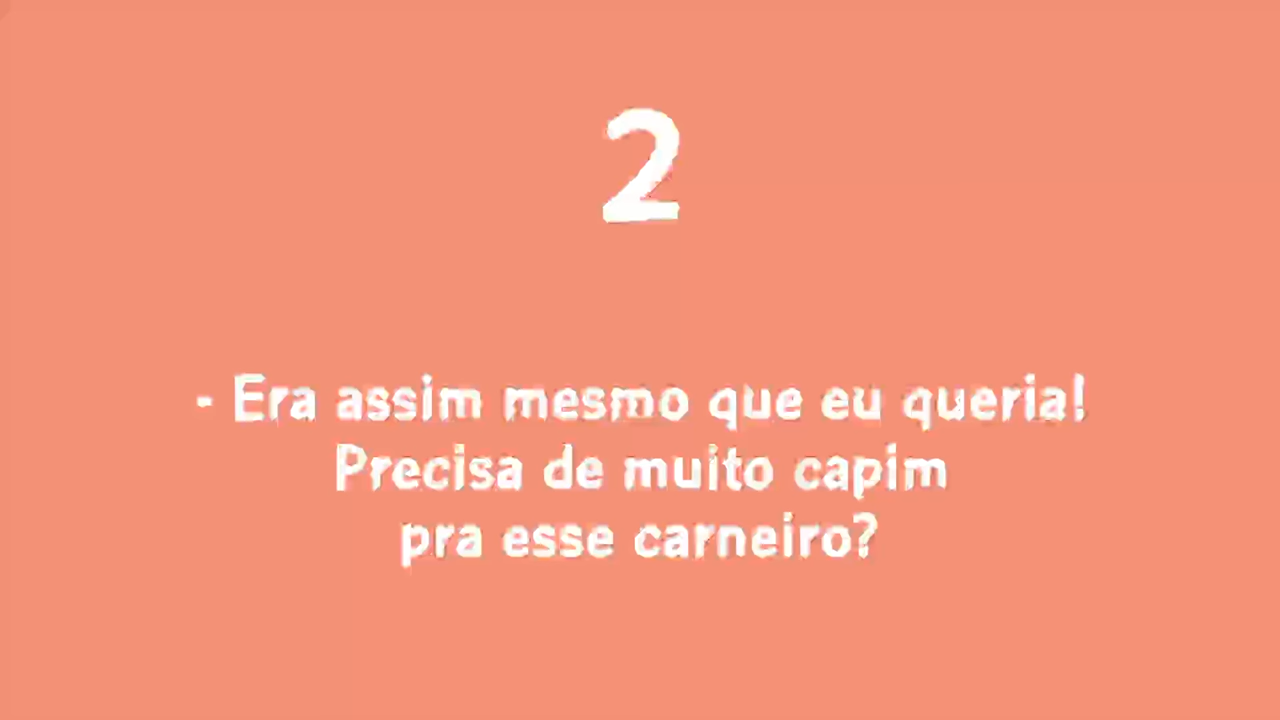 2
- Era assim mesmo que eu queria!
Precisa de muito capim
pra esse carneiro?